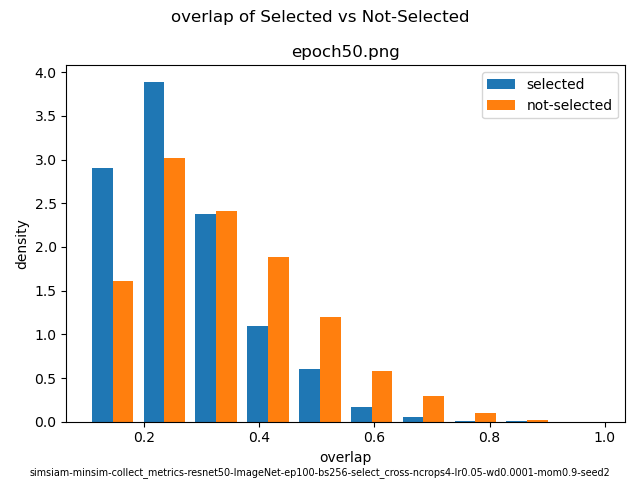 overlap of Selected vs Not-Selected
epoch50.png
4.0
3.5
3.0
2.5
2.0
1.5
1.0
0.5
0.0
density
selected
not-selected
0.2 0.4 0.6 0.8 1.0
overlap
simsiam-minsim-collect_metrics-resnet50-ImageNet-ep100-bs256-select_cross-ncrops4-lr0.05-wd0.0001-mom0.9-seed2